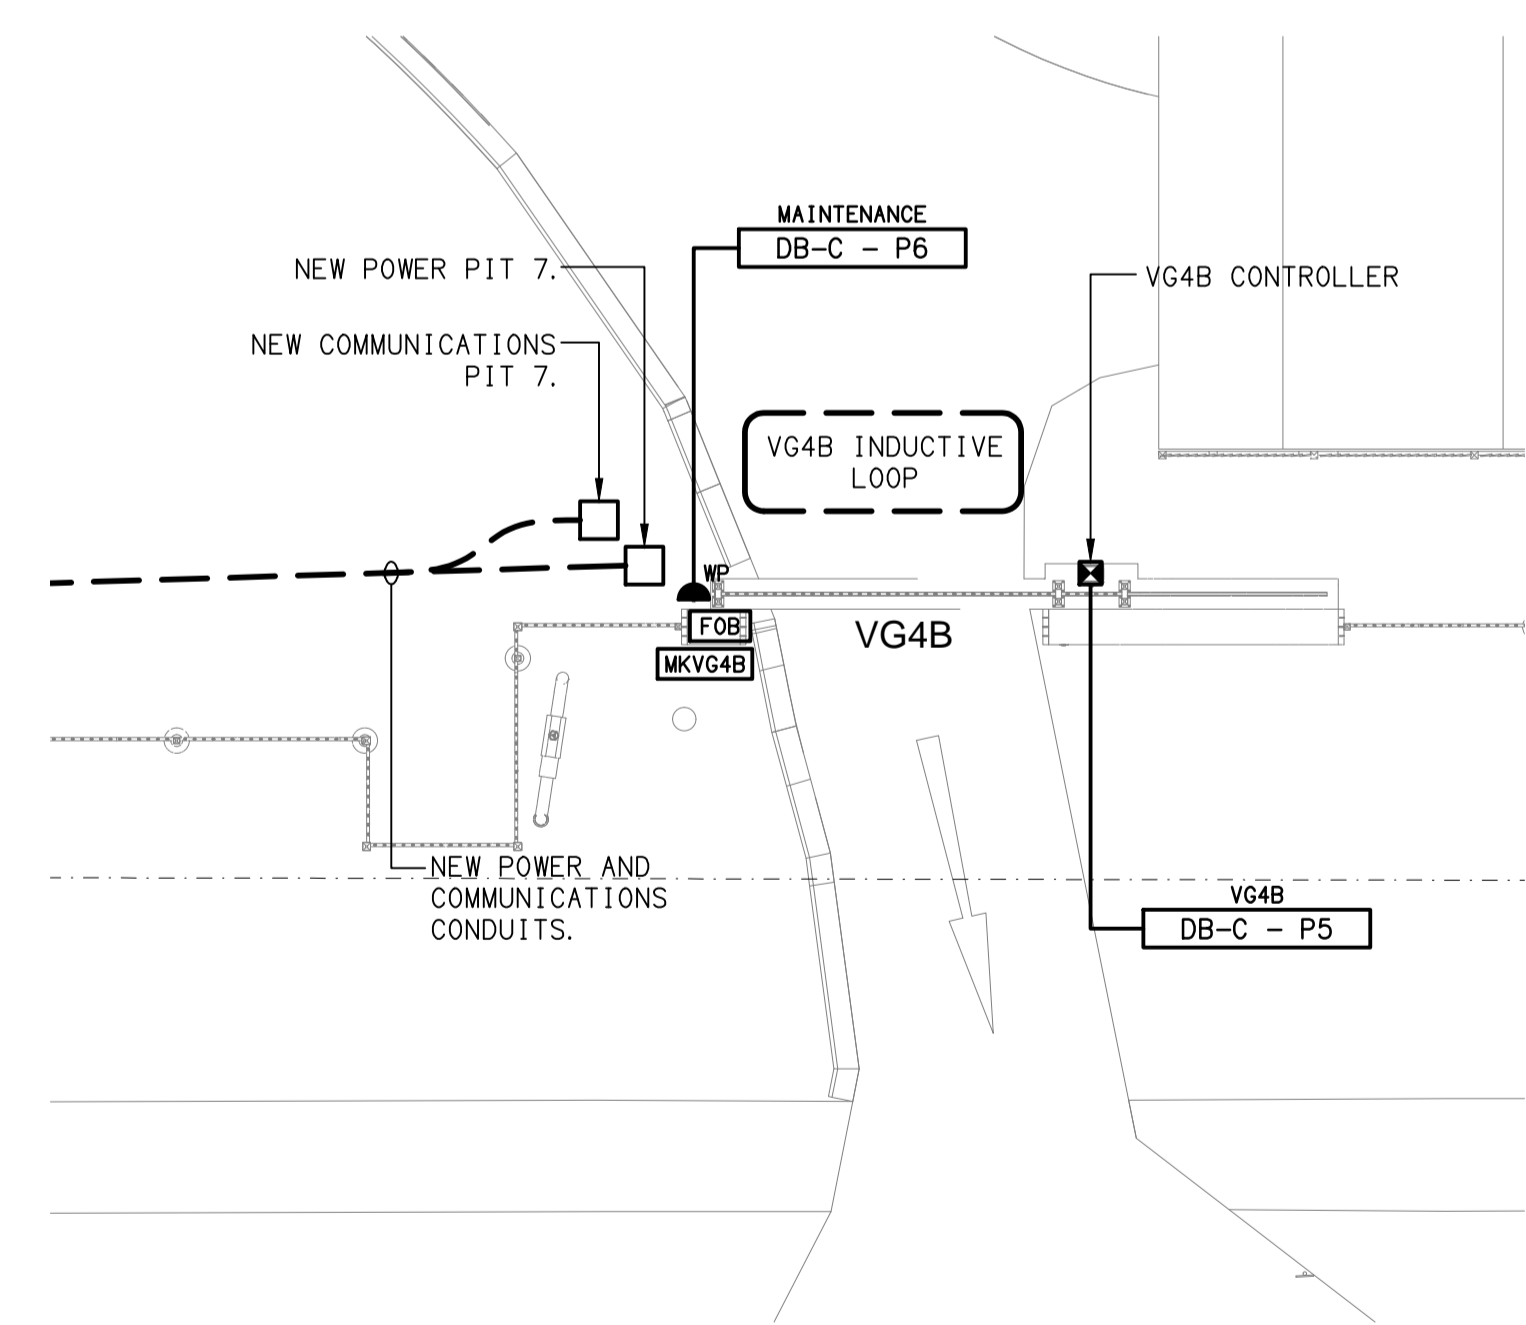 MAINTENANCE
DB-C - P6
NEW POWER PIT 7.
VG4B CONTROLLER
NEW COMMUNICATIONS
PIT 7.
VG4B INDUCTIVE
LOOP
WP
FOB
VG4B
MKVG4B
NEW POWER AND
COMMUNICATIONS
CONDUITS.
VG4B
DB-C - P5